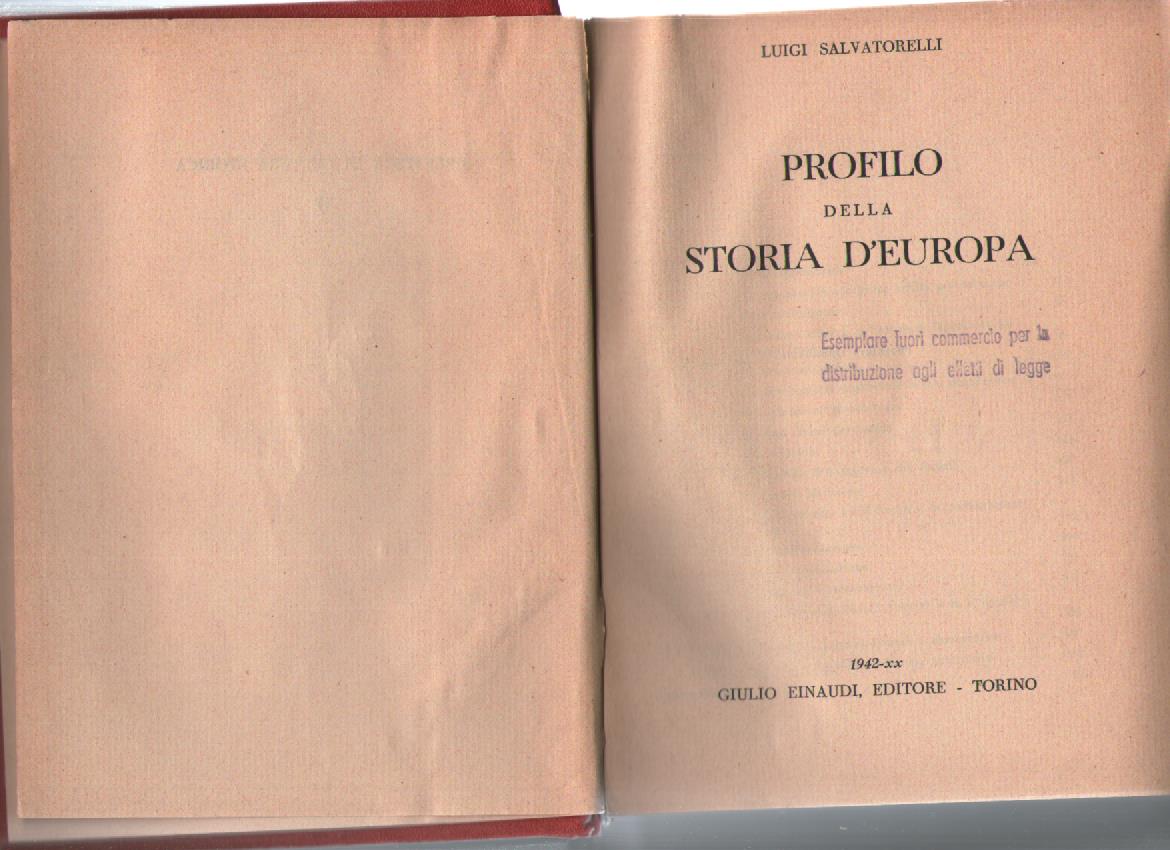 LUIGI SALVATORELLI
PROFILO
DELLA
STORIA D'EUROPA
Esemplare fuori commercio per la
distribuzione agli effetti di legge
1942-XX
GIULIO EINAUDI, EDITORE - TORINO